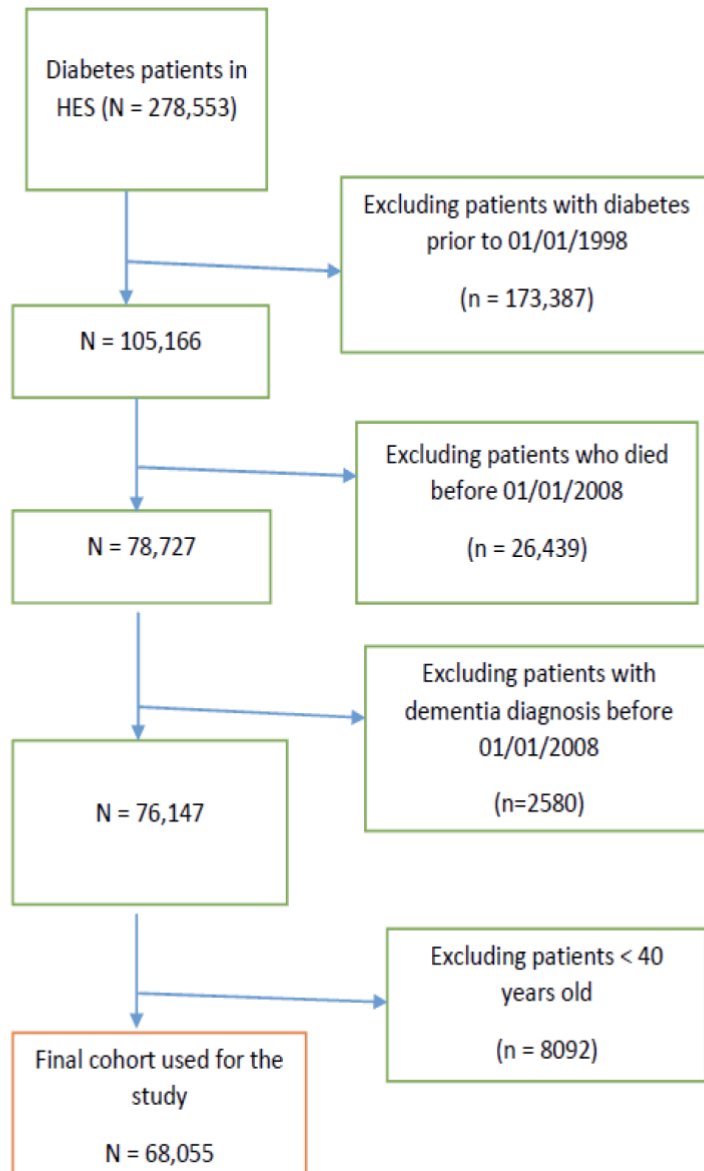 Diabetes patients in
HES (N = 278,553)
Excluding patients with diabetes
prior to 01/01/1998
(n = 173,387)
N = 105,166
Excluding patients who died
before 01/01/2008
(n = 26,439)
N = 78,727
Excluding patients with
dementia diagnosis before
01/01/2008
(n=2580)
N = 76,147
Excluding patients < 40
years old
(n = 8092)
Final cohort used for the
study
N = 68,055